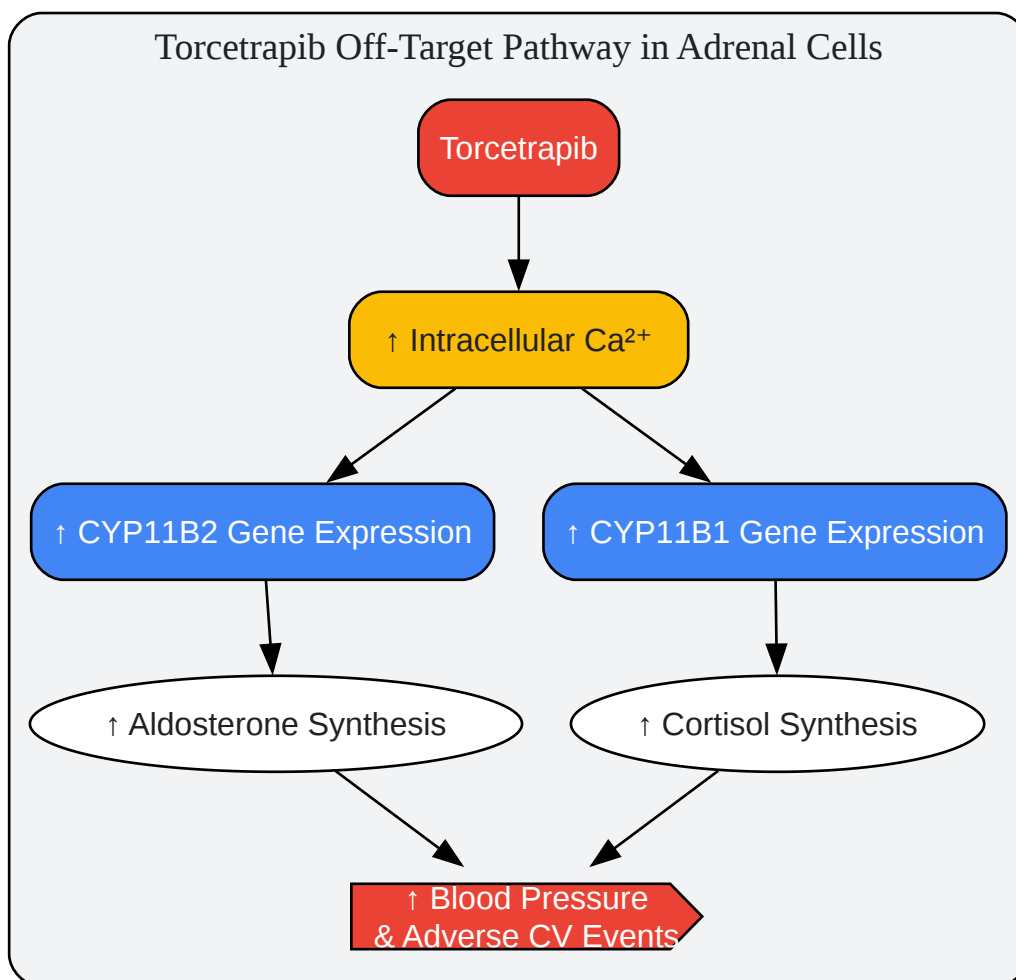 Torcetrapib Off-Target Pathway in Adrenal Cells
Torcetrapib
↑ Intracellular Ca²⁺
↑ CYP11B2 Gene Expression
↑ CYP11B1 Gene Expression
↑ Aldosterone Synthesis
↑ Cortisol Synthesis
↑ Blood Pressure
& Adverse CV Events